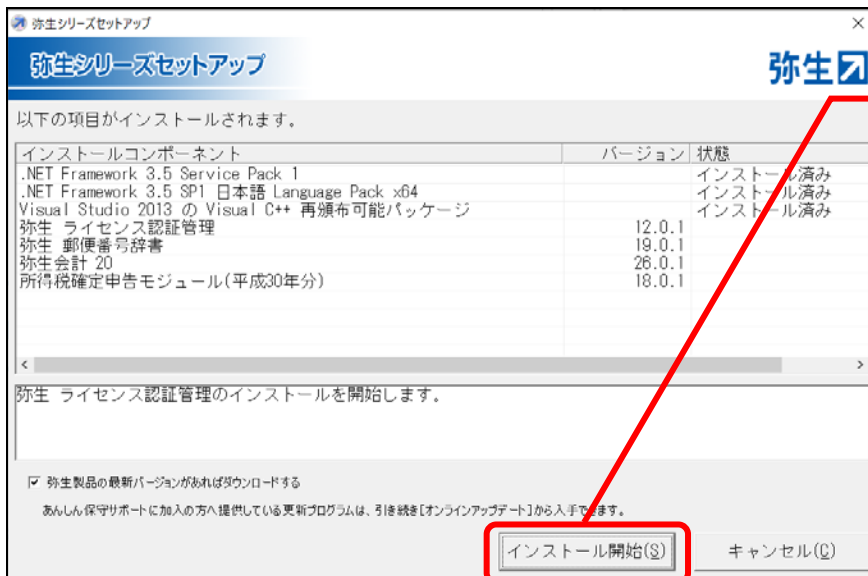 弥生シリーズセットアップ
弥生シリーズセットアップ
弥生
以下の項目がインストールされます。
インストールコンポーネント バージョン 状態
.NET Framework 3.5 Service Pack 1 インストール済み
.NET Framework 3.5 SP1 日本語 Language Pack x64 インストール済み
Visual Studio 2013 の Visual C++ 再頒布可能パッケージ インストール済み
弥生 ライセンス認証管理 12.0.1
弥生 郵便番号辞書 19.0.1
弥生会計 20 26.0.1
所得税確定申告モジュール(平成30年分) 18.0.1
弥生 ライセンス認証管理のインストールを開始します。
弥生製品の最新バージョンがあればダウンロードする
あんしん保守サポートに加入の方へ提供している更新プログラムは、引き続き[オンラインアップデート]から入手できます。
インストール開始(S) キャンセル(C)